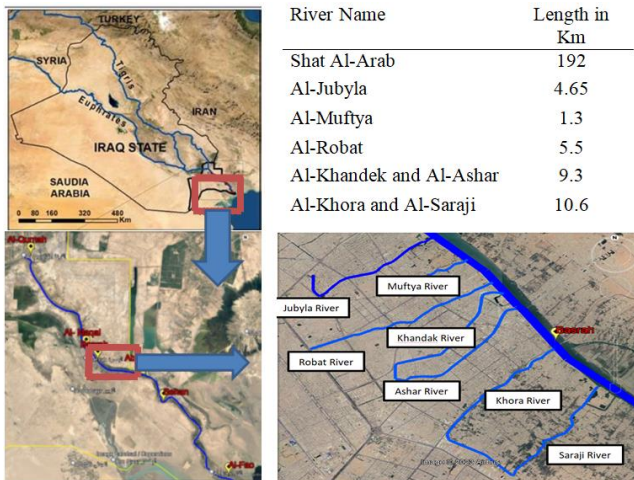 TURKEY
SYRIA
Tigris
Euphrates
IRAN
IRAQ STATE
SAUDI
ARABIA
0 80 160 320 480
Km
River Name Length in
Km
Shat Al-Arab 192
Al-Jubyla 4.65
Al-Muftya 1.3
Al-Robat 5.5
Al-Khandek and Al-Ashar 9.3
Al-Khora and Al-Saraji 10.6
Al-Qurnah
Al-Fao
Muftya River
Jubyla River
Khandak River
Basrah
Robat River
Ashar River
Khora River
Saraji River